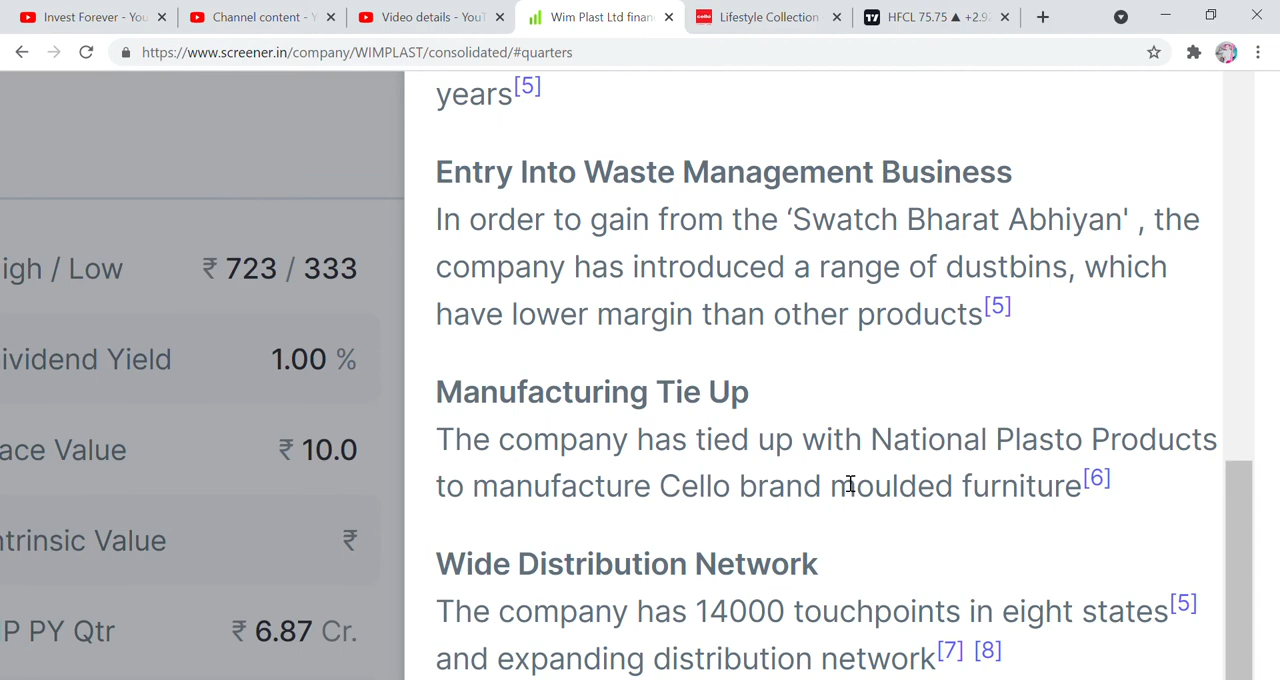 Invest Forever - You
Channel content - Y
Video details - YouT
Wim Plast Ltd finan
cello Lifestyle Collection
HFCL 75.75 ▲ +2.92
https://www.screener.in/company/WIMPLAST/consolidated/#quarters
years[5]
Entry Into Waste Management Business
In order to gain from the ‘Swatch Bharat Abhiyan' , the
company has introduced a range of dustbins, which
have lower margin than other products[5]
Manufacturing Tie Up
The company has tied up with National Plasto Products
to manufacture Cello brand moulded furniture[6]
Wide Distribution Network
The company has 14000 touchpoints in eight states[5]
and expanding distribution network[7] [8]
igh / Low ₹ 723 / 333
ividend Yield 1.00 %
ace Value ₹ 10.0
ntrinsic Value ₹
P PY Qtr ₹ 6.87 Cr.